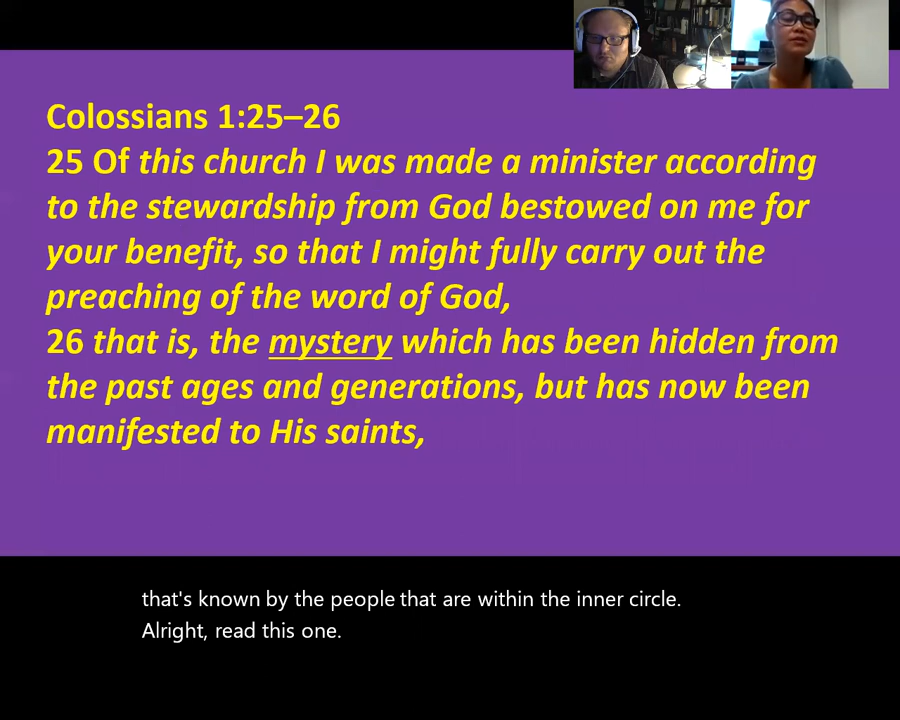 Colossians 1:25–26
25 Of this church I was made a minister according
to the stewardship from God bestowed on me for
your benefit, so that I might fully carry out the
preaching of the word of God,
26 that is, the mystery which has been hidden from
the past ages and generations, but has now been
manifested to His saints,
that's known by the people that are within the inner circle.
Alright, read this one.